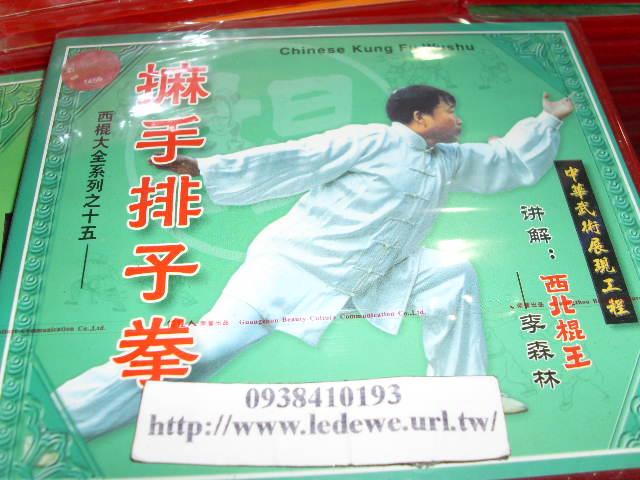 Chinese Kung Fu Wushu
嫲手排子拳
西棍大全系列之十五——
中華武術展現工程
讲解：西北棍王
——李森林
Guangzhou Beauty Culture Communication Co.,Ltd.
0938410193
http://www.ledewe.url.tw/